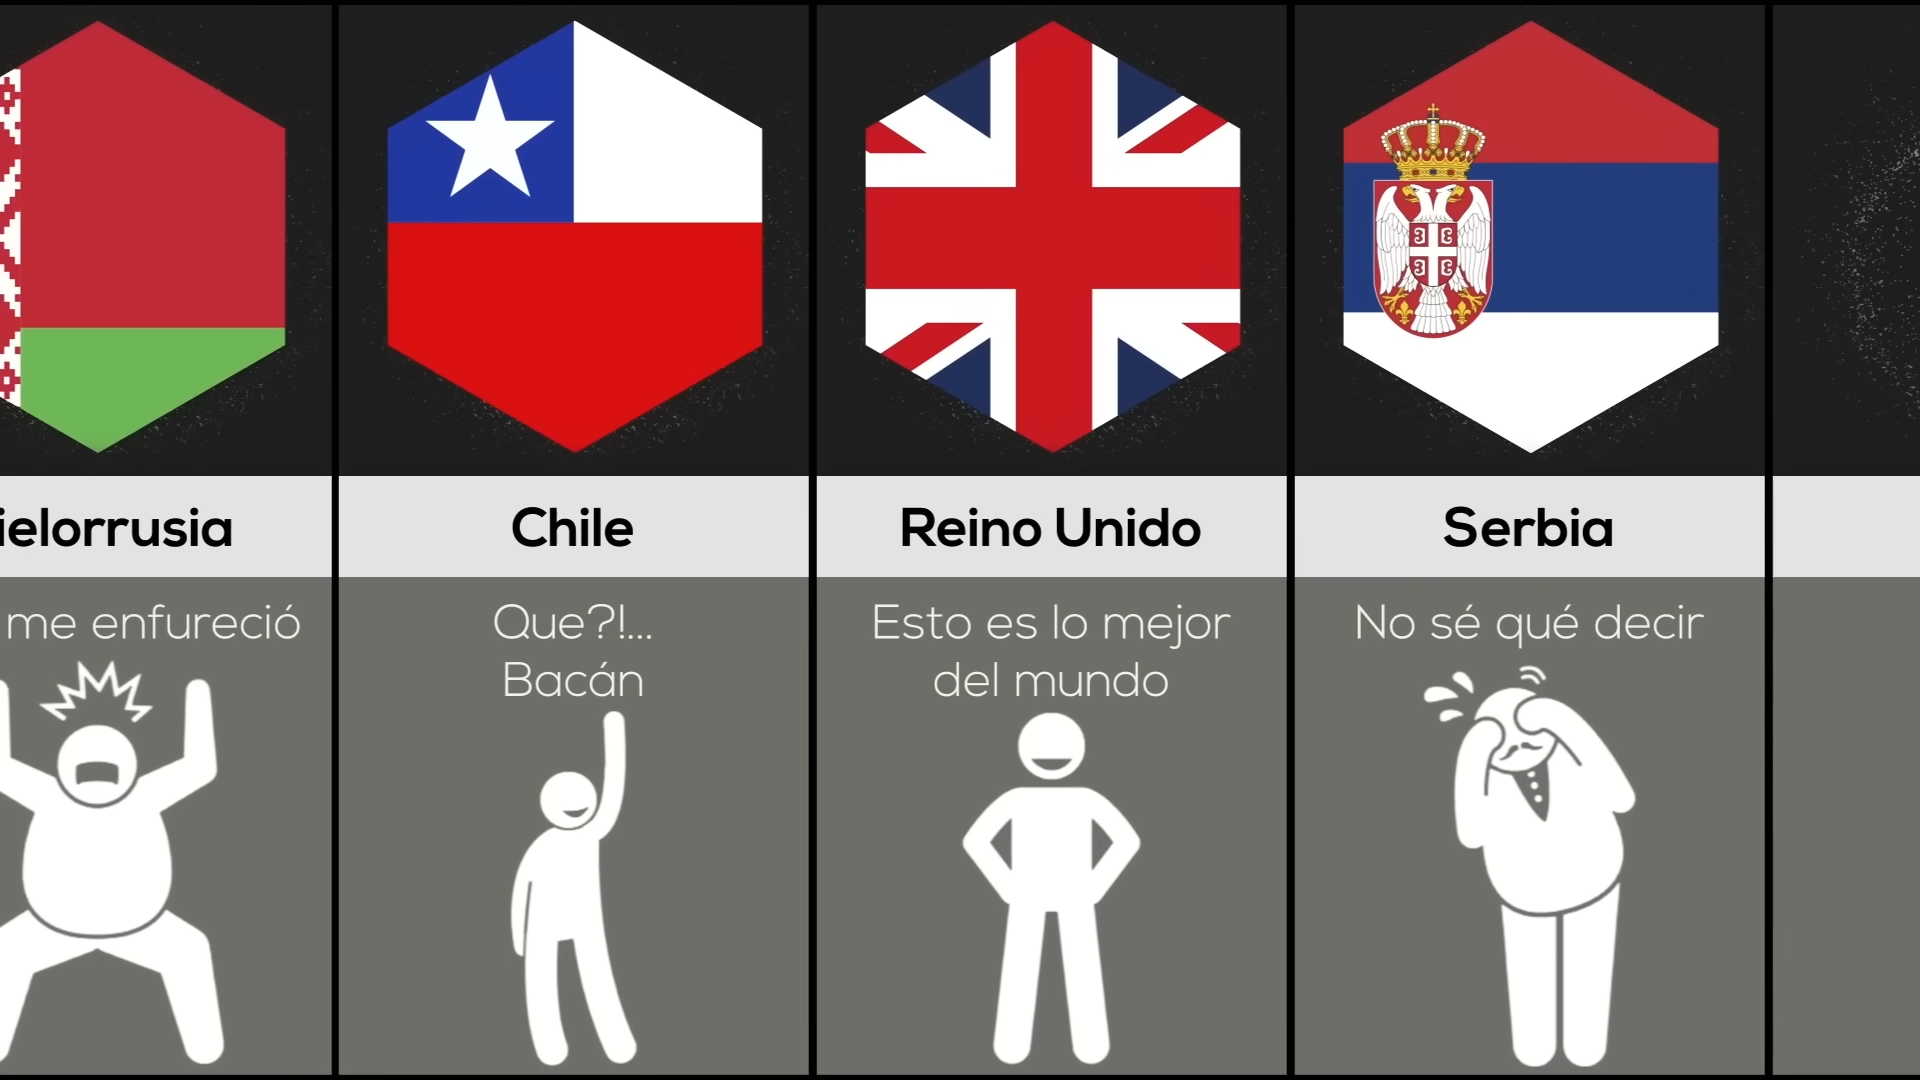 ielorrusia
me enfureció
Chile
Que?!...
Bacán
Reino Unido
Esto es lo mejor
del mundo
Serbia
No sé qué decir